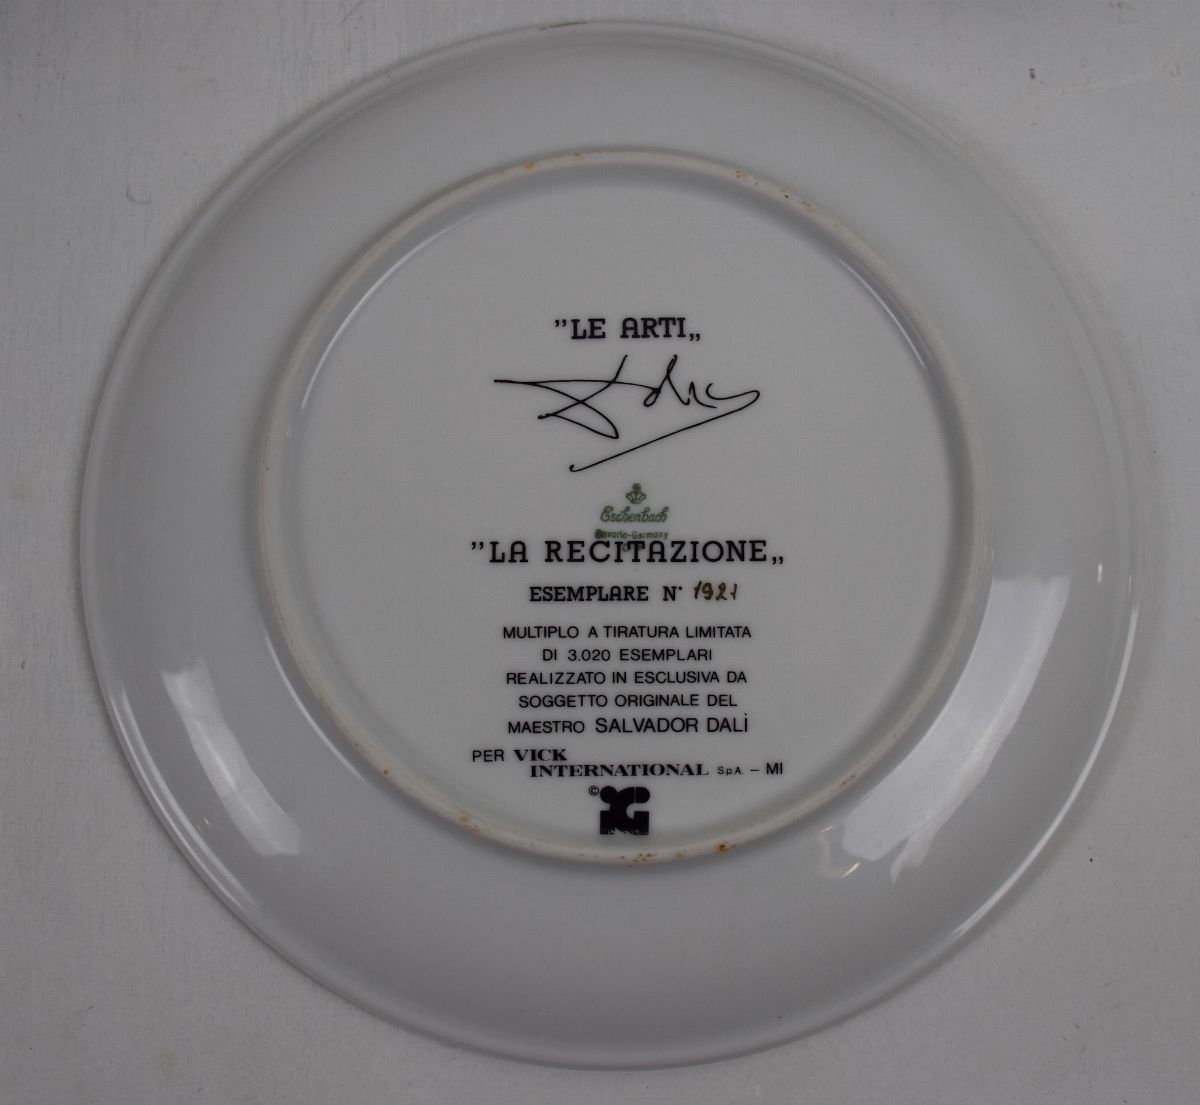 ”LE ARTI„
Dalí
Eschenbach
Bavaria-Germany
”LA RECITAZIONE„
ESEMPLARE N· 1921
MULTIPLO A TIRATURA LIMITATA
DI 3.020 ESEMPLARI
REALIZZATO IN ESCLUSIVA DA
SOGGETTO ORIGINALE DEL
MAESTRO SALVADOR DALÌ
PER VICK
INTERNATIONAL S.p.A. – MI
©